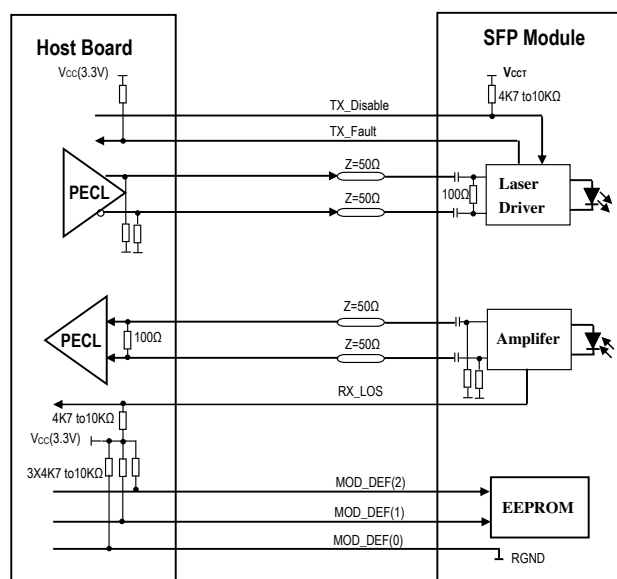 Host Board
SFP Module
VCC(3.3V)
VCCT
4K7 to10KΩ
TX_Disable
TX_Fault
Z=50Ω
PECL
100Ω
Laser
Driver
Z=50Ω
Z=50Ω
PECL
100Ω
Amplifer
Z=50Ω
RX_LOS
4K7 to10KΩ
VCC(3.3V)
3X4K7 to10KΩ
MOD_DEF(2)
EEPROM
MOD_DEF(1)
MOD_DEF(0)
RGND